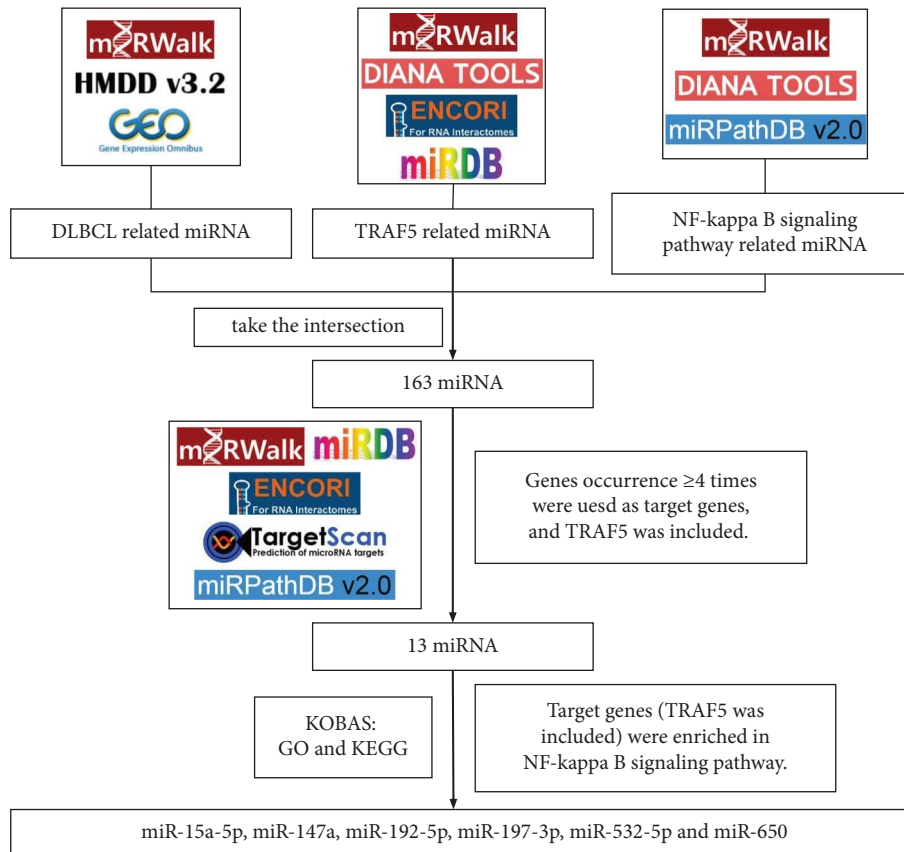 miRWalk
HMDD v3.2
GEO
Gene Expression Omnibus
miRWalk
DIANA TOOLS
ENCORI
For RNA Interactomes
miRDB
miRWalk
DIANA TOOLS
miRPathDB v2.0
DLBCL related miRNA
TRAF5 related miRNA
NF-kappa B signaling
pathway related miRNA
take the intersection
163 miRNA
miRWalk
miRDB
ENCORI
For RNA Interactomes
TargetScan
Prediction of microRNA targets
miRPathDB v2.0
Genes occurrence ≥4 times
were uesd as target genes,
and TRAF5 was included.
13 miRNA
KOBAS:
GO and KEGG
Target genes (TRAF5 was
included) were enriched in
NF-kappa B signaling pathway.
miR-15a-5p, miR-147a, miR-192-5p, miR-197-3p, miR-532-5p and miR-650